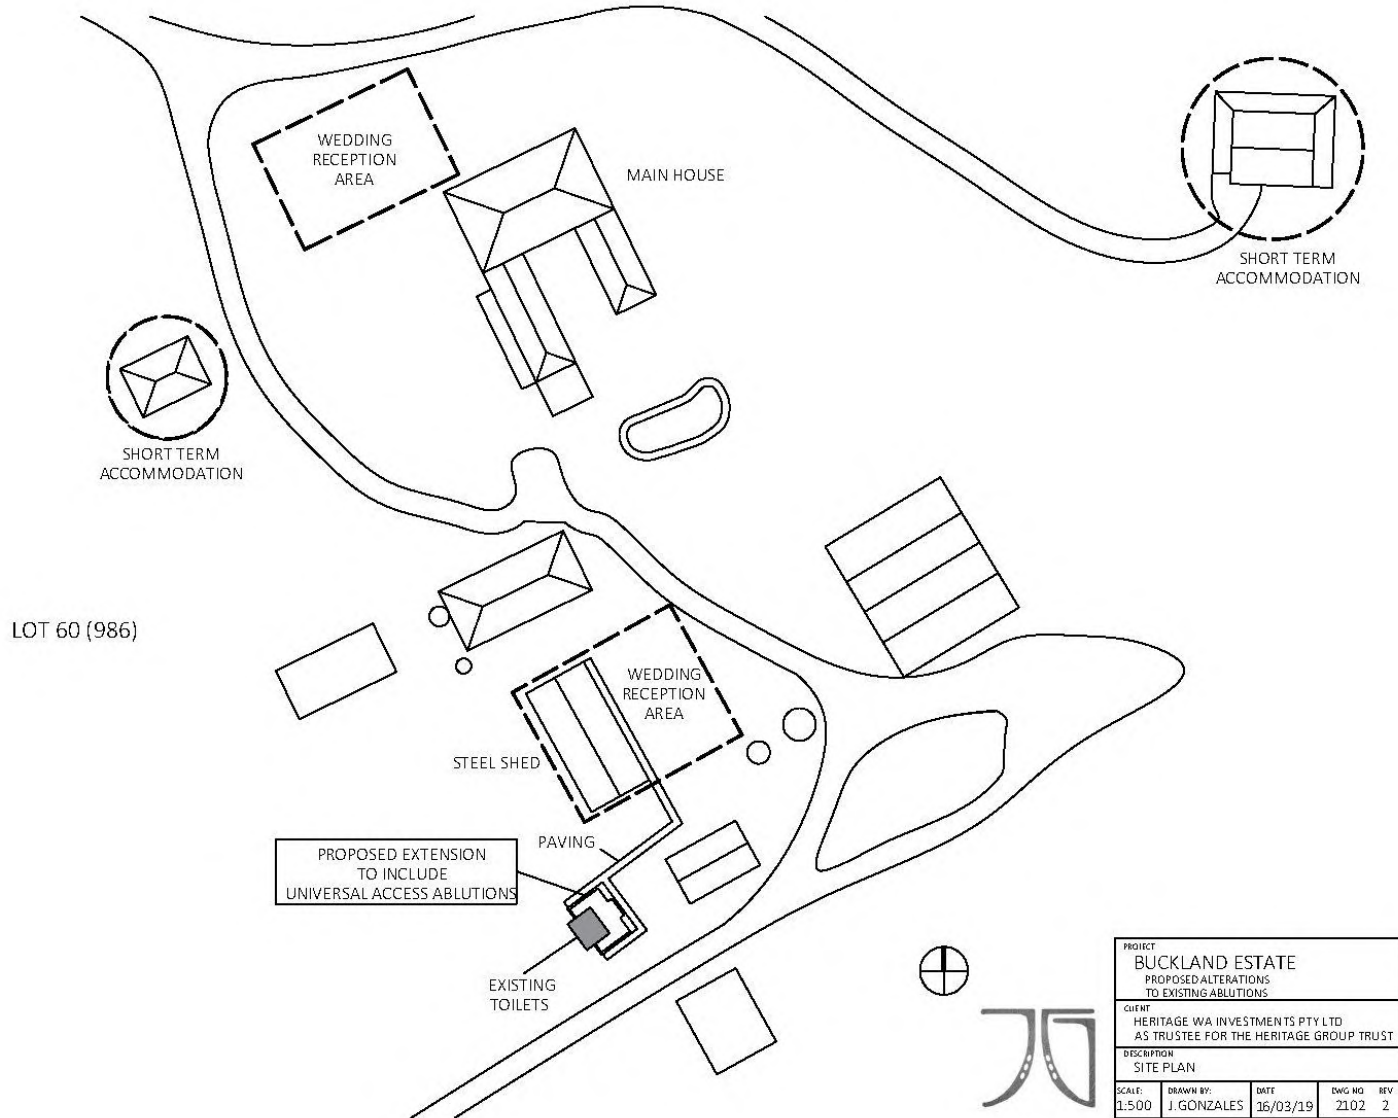 WEDDING
RECEPTION
AREA
MAIN HOUSE
SHORT TERM
ACCOMMODATION
SHORT TERM
ACCOMMODATION
LOT 60 (986)
WEDDING
RECEPTION
AREA
STEEL SHED
PAVING
PROPOSED EXTENSION
TO INCLUDE
UNIVERSAL ACCESS ABLUTIONS
EXISTING
TOILETS
PROJECT
BUCKLAND ESTATE
PROPOSED ALTERATIONS
TO EXISTING ABLUTIONS
CLIENT
HERITAGE WA INVESTMENTS PTY LTD
AS TRUSTEE FOR THE HERITAGE GROUP TRUST
DESCRIPTION
SITE PLAN
SCALE: DRAWN BY: DATE DWG NO REV
1:500 J.GONZALES 16/03/19 2102 2
JG